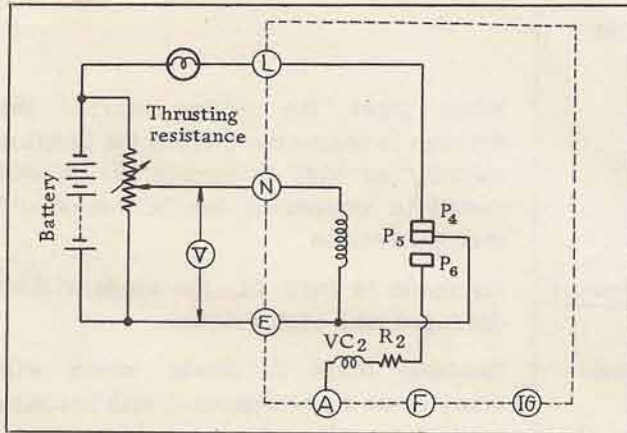 L
Thrusting
resistance
N
Battery
P4
P5
P6
V
E
VC2
R2
A
F
IG